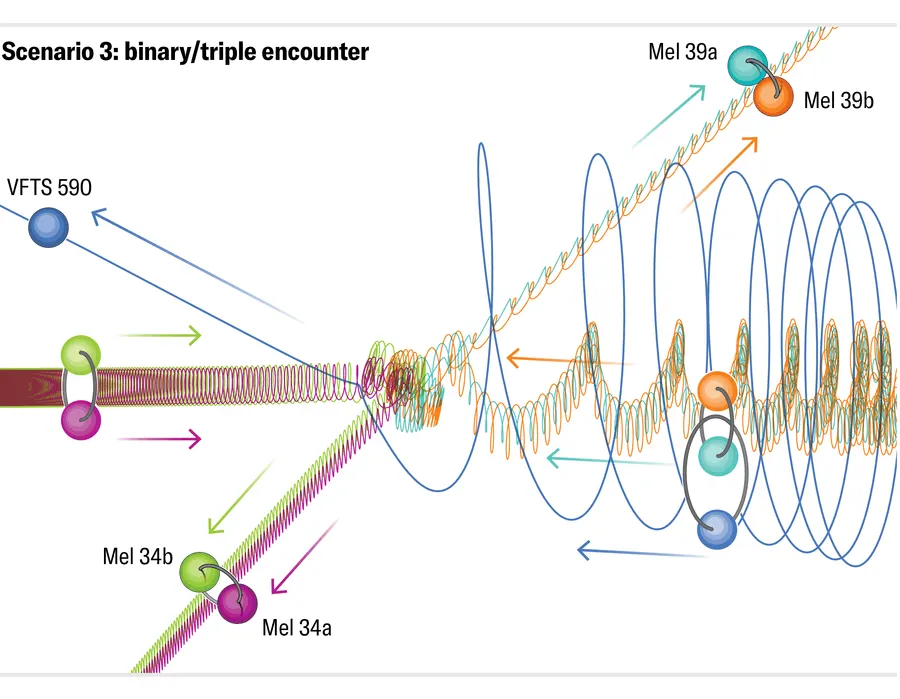 Scenario 3: binary/triple encounter
Mel 39a
Mel 39b
VFTS 590
Mel 34b
Mel 34a